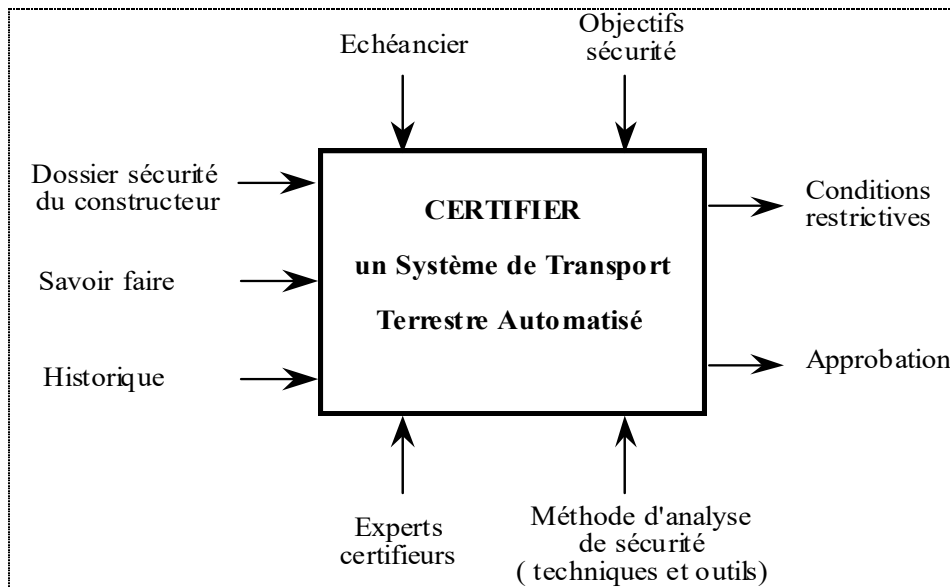 Echéancier
Objectifs
sécurité
Dossier sécurité
du constructeur
Savoir faire
Historique
CERTIFIER
un Système de Transport
Terrestre Automatisé
Conditions
restrictives
Approbation
Experts
certifieurs
Méthode d'analyse
de sécurité
( techniques et outils)